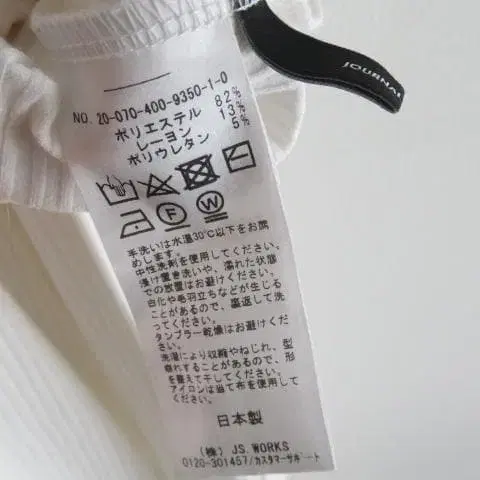 JOURNAL
NO. 20-070-400-9350-1-0
ポリエステル 82%
レーヨン 13%
ポリウレタン 5%
F
W
手洗いは水温30℃以下をお薦
めします。
中性洗剤を使用してください。
浸け置き洗いや、濡れた状態
での放置はお避けください。
白化や毛羽立ちなどが生じる
ことがあるので、裏返して洗
ってください。
タンブラー乾燥はお避けくだ
さい。
洗濯により収縮やねじれ、型
崩れすることがあるので、形
を整えて干してください。
アイロンは当て布を使用して
ください。
日本製
(株) JS.WORKS
0120-301457/カスタマーサポート